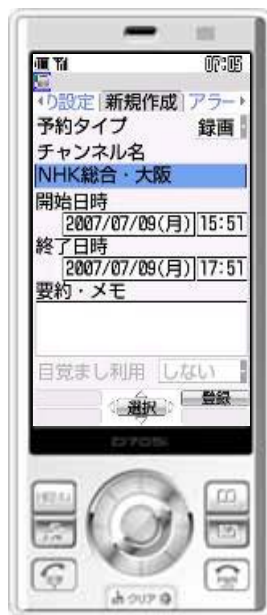 07:05
り設定 新規作成 アラー
予約タイプ 録画
チャンネル名
NHK総合・大阪
開始日時
2007/07/09(月) 15:51
終了日時
2007/07/09(月) 17:51
要約・メモ
目覚まし利用 しない
選択 登録
D705i
MENU
クリア